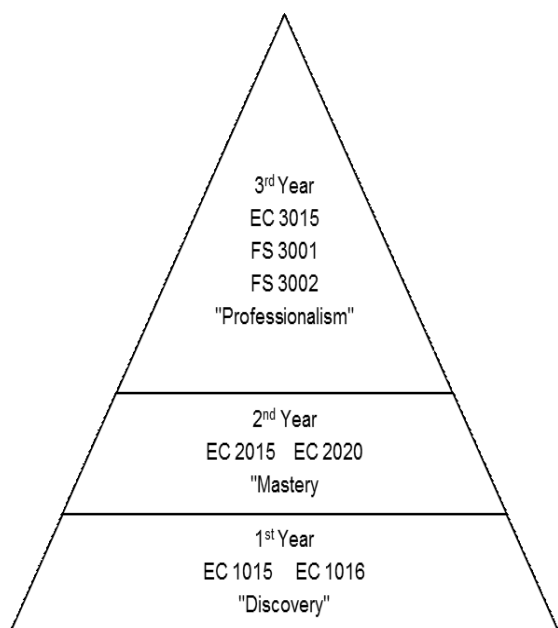 3rd Year
EC 3015
FS 3001
FS 3002
"Professionalism"
2nd Year
EC 2015 EC 2020
"Mastery
1st Year
EC 1015 EC 1016
"Discovery"